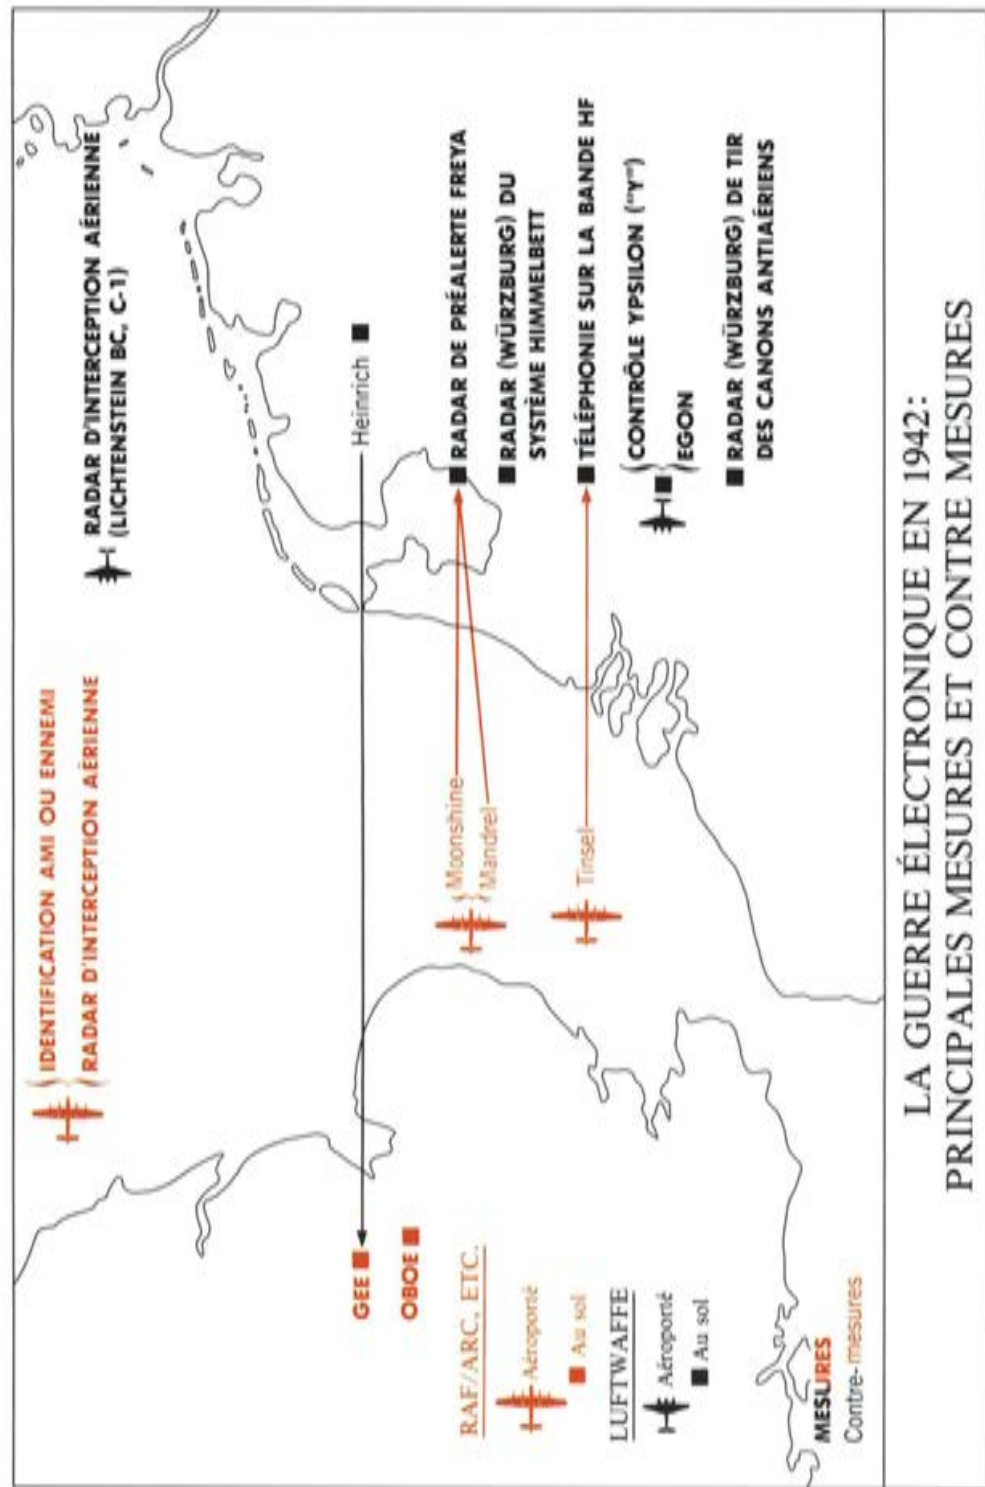 IDENTIFICATION AMI OU ENNEMI
RADAR D'INTERCEPTION AÉRIENNE
RADAR D'INTERCEPTION AÉRIENNE
(LICHTENSTEIN BC, C-1)
GEE
Heinrich
OBOE
Moonshine
Mandrel
RADAR DE PRÉALERTE FREYA
RADAR (WÜRZBURG) DU
SYSTÈME HIMMELBETT
Tinsel
TÉLÉPHONIE SUR LA BANDE HF
CONTRÔLE YPSILON ("Y")
EGON
RADAR (WÜRZBURG) DE TIR
DES CANONS ANTIAÉRIENS
RAF/ARC, ETC.
Aéroporté
Au sol
LUFTWAFFE
Aéroporté
Au sol
MESURES
Contre-mesures
LA GUERRE ÉLECTRONIQUE EN 1942:
PRINCIPALES MESURES ET CONTRE MESURES